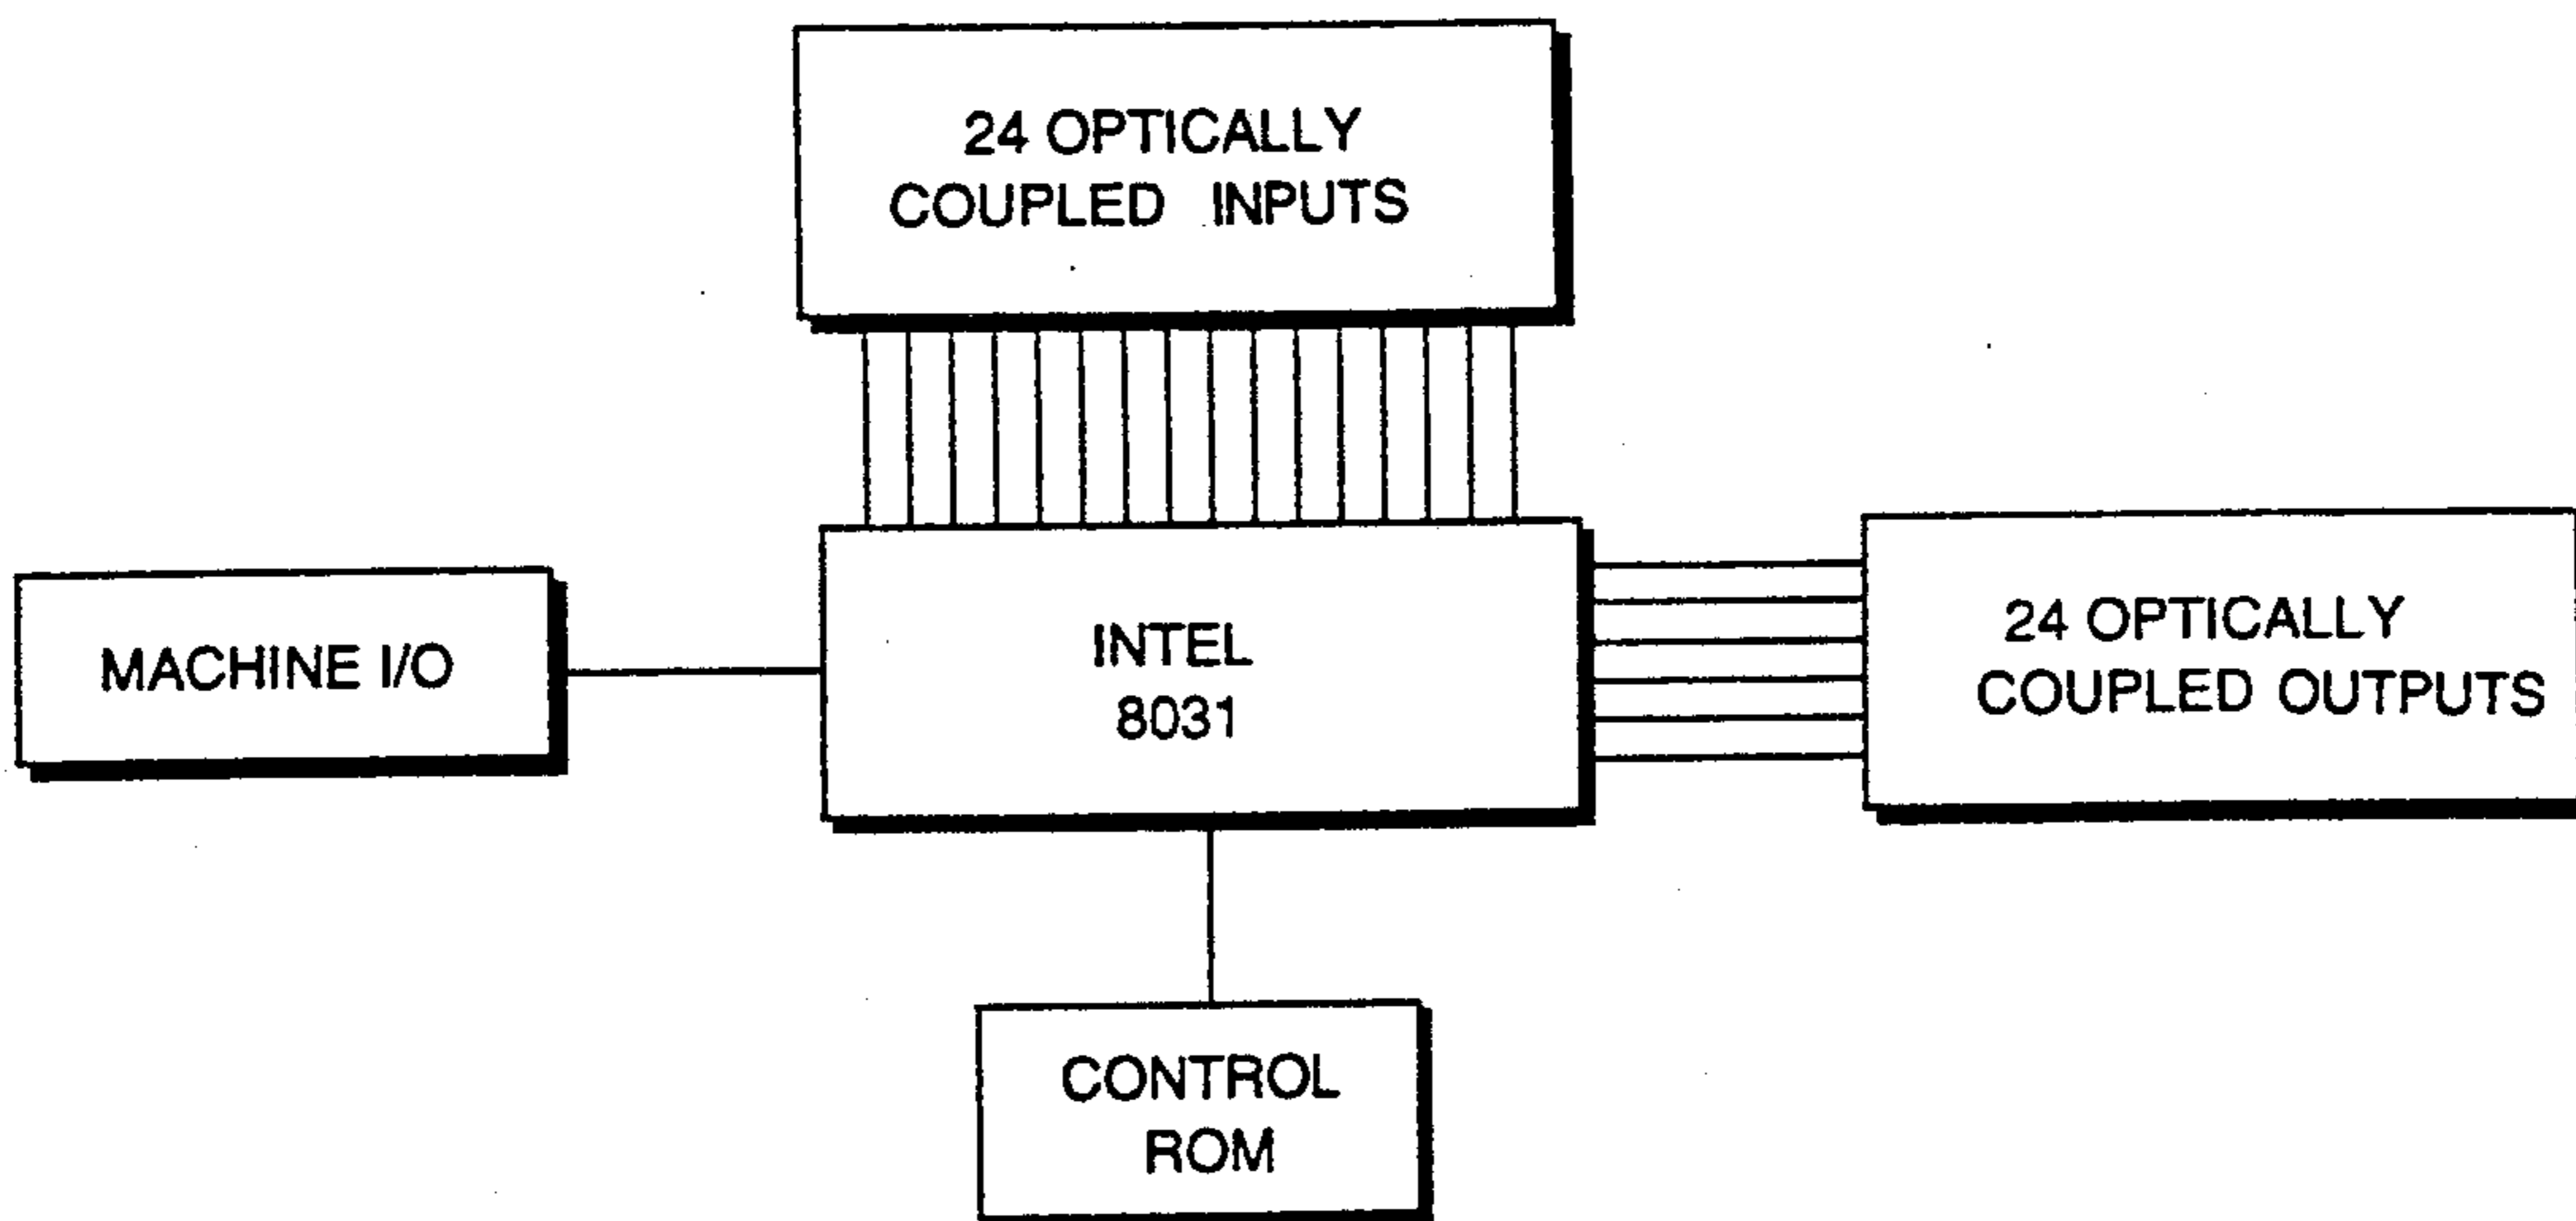 24 OPTICALLY
COUPLED INPUTS
MACHINE I/O
INTEL
8031
24 OPTICALLY
COUPLED OUTPUTS
CONTROL
ROM